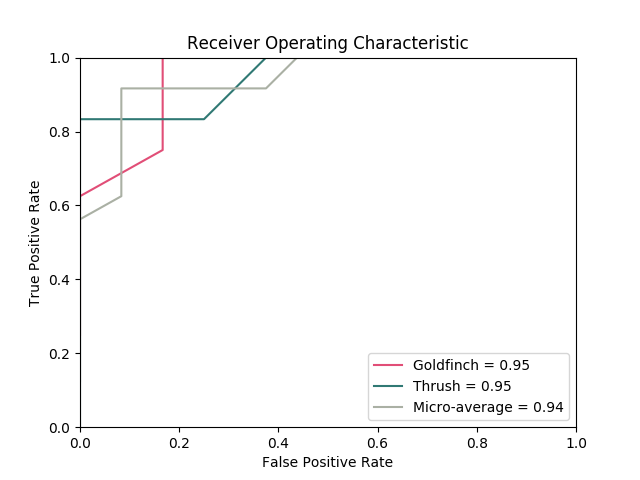 Receiver Operating Characteristic
1.0
0.8
0.6
0.4
0.2
0.0
True Positive Rate
Goldfinch = 0.95
Thrush = 0.95
Micro-average = 0.94
0.0 0.2 0.4 0.6 0.8 1.0
False Positive Rate